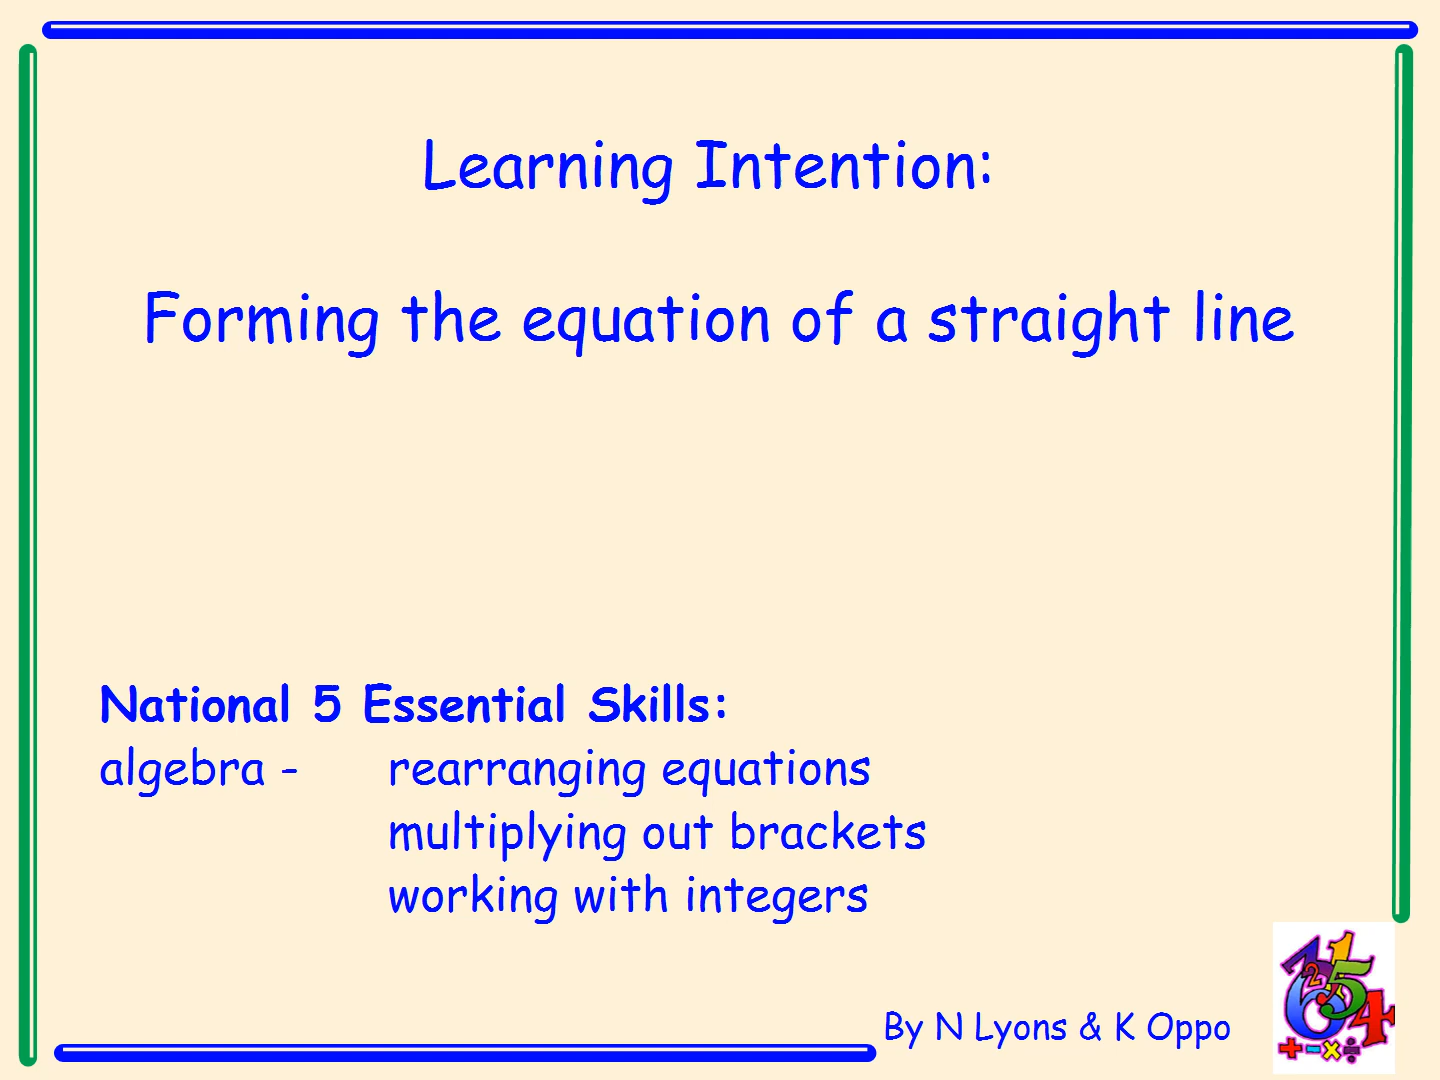 Learning Intention:
Forming the equation of a straight line
National 5 Essential Skills:
algebra - rearranging equations
multiplying out brackets
working with integers
By N Lyons & K Oppo